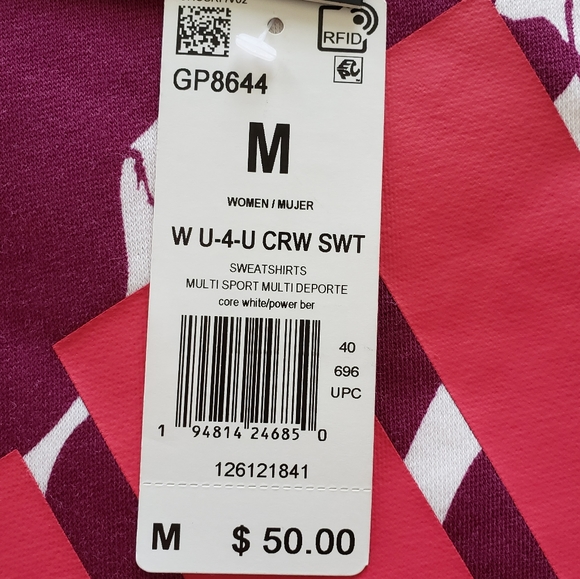 RFID
GP8644
M
WOMEN / MUJER
W U-4-U CRW SWT
SWEATSHIRTS
MULTI SPORT MULTI DEPORTE
core white/power ber
40
696
UPC
1 94814 24685 0
126121841
M $ 50.00